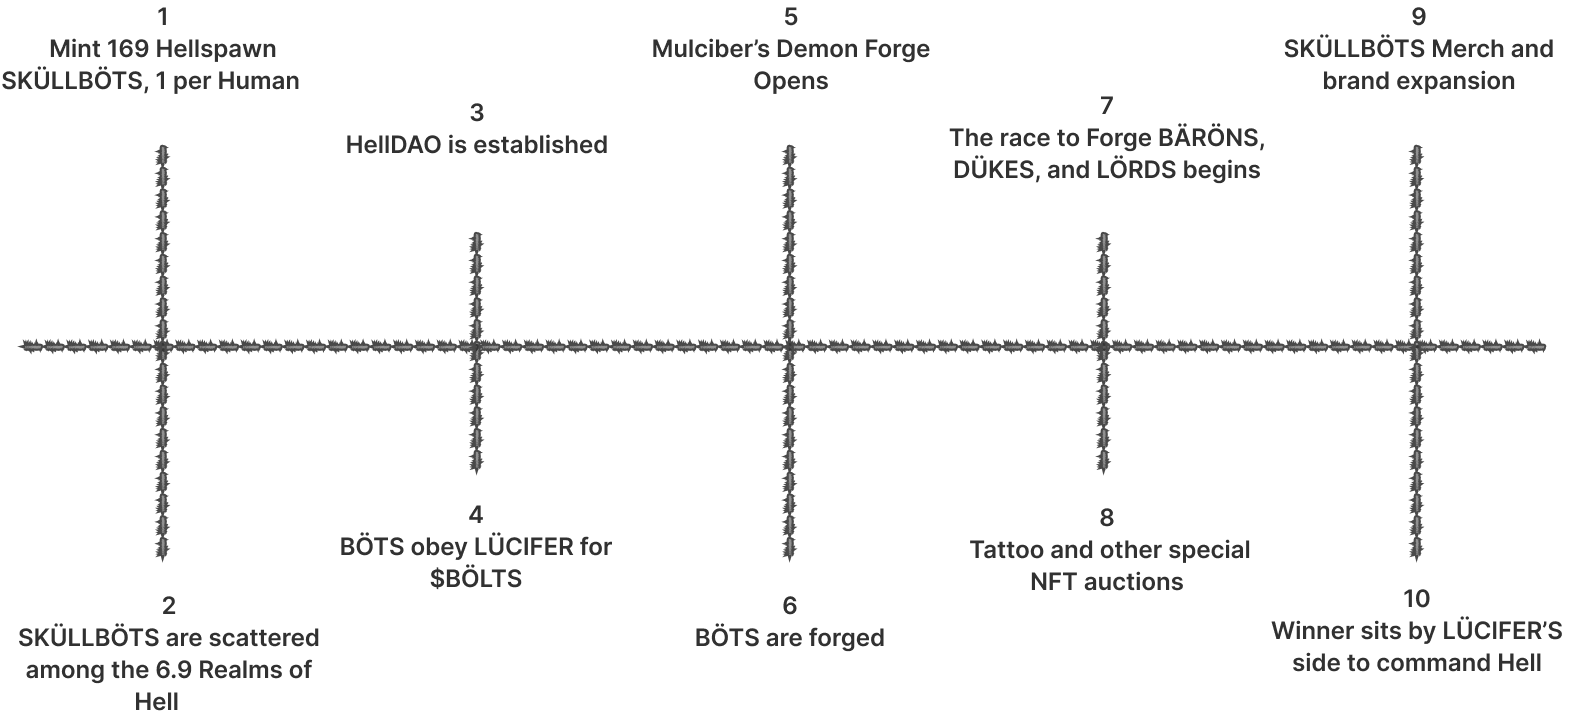 1
Mint 169 Hellspawn
SKÜLLBÖTS, 1 per Human
2
SKÜLLBÖTS are scattered
among the 6.9 Realms of
Hell
3
HellDAO is established
4
BÖTS obey LÜCIFER for
$BÖLTS
5
Mulciber’s Demon Forge
Opens
6
BÖTS are forged
7
The race to Forge BÄRÖNS,
DÜKES, and LÖRDS begins
8
Tattoo and other special
NFT auctions
9
SKÜLLBÖTS Merch and
brand expansion
10
Winner sits by LÜCIFER’S
side to command Hell